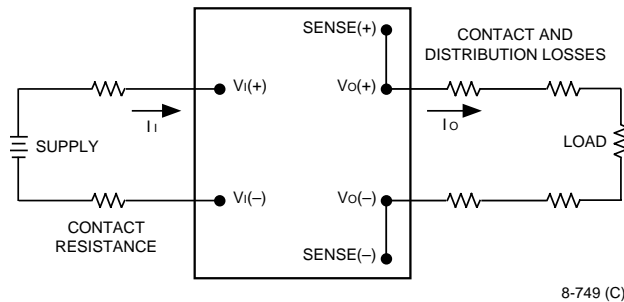 SENSE(+)
CONTACT AND
DISTRIBUTION LOSSES
VI(+)
VO(+)
II
IO
SUPPLY
LOAD
VI(–)
VO(–)
CONTACT
RESISTANCE
SENSE(–)
8-749 (C)